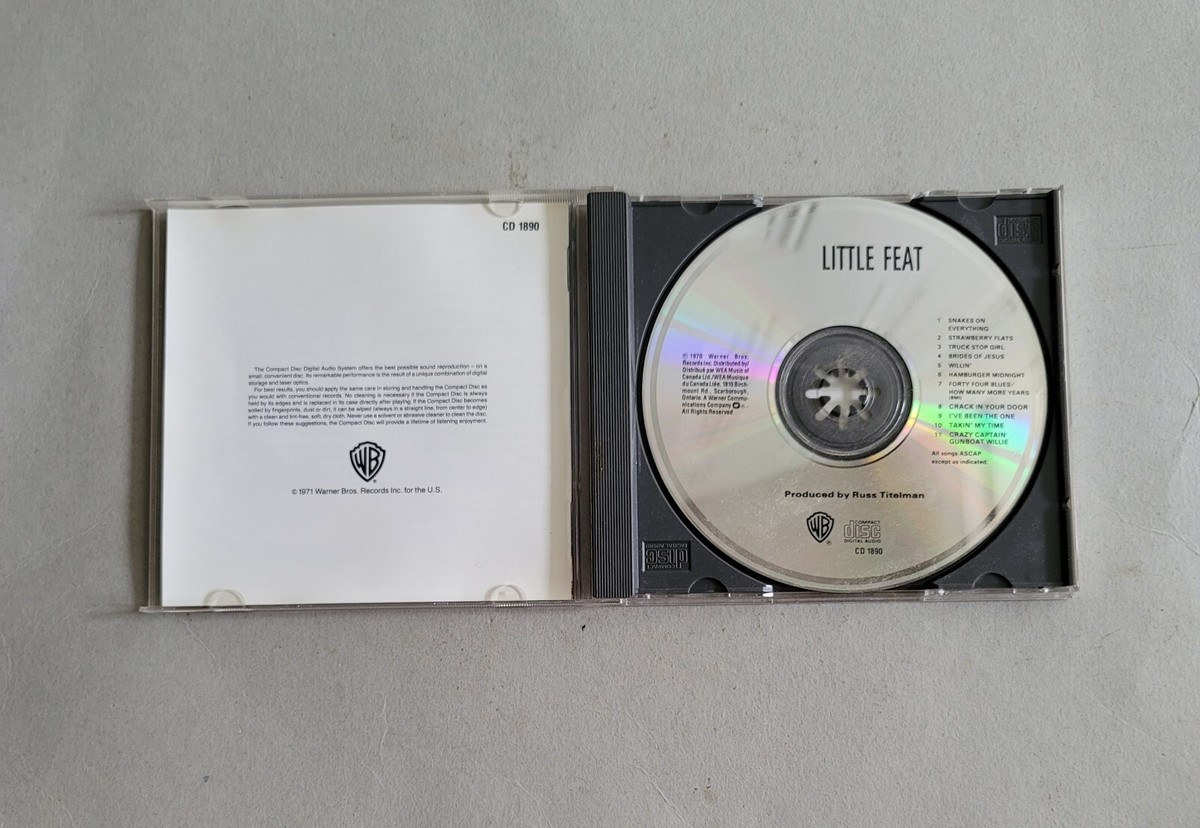 CD 1890
The Compact Disc Digital Audio System offers the best possible sound reproduction – on a
small, convenient disc. Its remarkable performance is the result of a unique combination of digital
storage and laser optics.
For best results, you should apply the same care in storing and handling the Compact Disc as
you would with conventional records. No cleaning is necessary if the Compact Disc is always
held by its edges and is replaced in its case directly after playing. If the Compact Disc becomes
soiled by fingerprints, dust or dirt, it can be wiped (always in a straight line, from center to edge)
with a clean and lint-free, soft, dry cloth. Never use a solvent or abrasive cleaner to clean the disc.
If you follow these suggestions, the Compact Disc will provide a lifetime of listening enjoyment.
WB
© 1971 Warner Bros. Records Inc. for the U.S.
LITTLE FEAT
1 SNAKES ON
EVERYTHING
2 STRAWBERRY FLATS
3 TRUCK STOP GIRL
4 BRIDES OF JESUS
5 WILLIN'
6 HAMBURGER MIDNIGHT
7 FORTY FOUR BLUES/
HOW MANY MORE YEARS
(BMI)
8 CRACK IN YOUR DOOR
9 I'VE BEEN THE ONE
10 TAKIN' MY TIME
11 CRAZY CAPTAIN
GUNBOAT WILLIE
All songs ASCAP
except as indicated:
Warner Bros.
Records Inc. Distributed by/
Distribué par WEA Music of
Canada Ltd./WEA Musique
du Canada Ltée, 1810 Birch-
mount Rd., Scarborough,
Ontario. A Warner Commu-
nications Company
All Rights Reserved
Produced by Russ Titelman
WB
COMPACT
disc
DIGITAL AUDIO
CD 1890
disc
COMPACT
disc
DIGITAL AUDIO